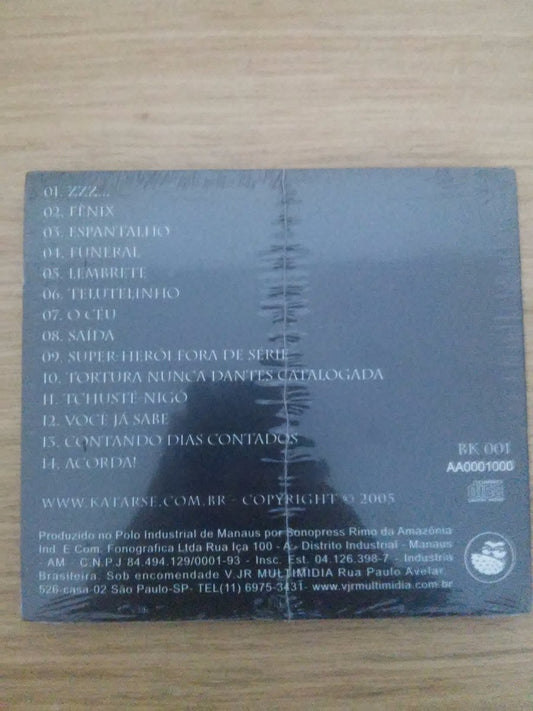 01. ZZZ...
02. FÊNIX
03. ESPANTALHO
04. FUNERAL
05. LEMBRETE
06. TELUTELINHO
07. O CÉU
08. SAÍDA
09. SUPER-HERÓI FORA DE SÉRIE
10. TORTURA NUNCA DANTES CATALOGADA
11. TCHUSTÊ-NIGÓ
12. VOCÊ JÁ SABE
13. CONTANDO DIAS CONTADOS
14. ACORDA!
BK 001
AA0001000
WWW.KATARSE.COM.BR - COPYRIGHT © 2005
Produzido no Polo Industrial de Manaus por Sonopress Rimo da Amazônia
Ind. E Com. Fonográfica Ltda Rua Içá 100 - A - Distrito Industrial - Manaus
- AM - C.N.P.J 84.494.129/0001-93 - Insc. Est. 04.126.398-7 - Indústria
Brasileira. Sob encomenda de V.JR MULTIMIDIA Rua Paulo Avelar,
526-casa-02 São Paulo-SP- TEL(11) 6975-3431- www.vjrmultimidia.com.br